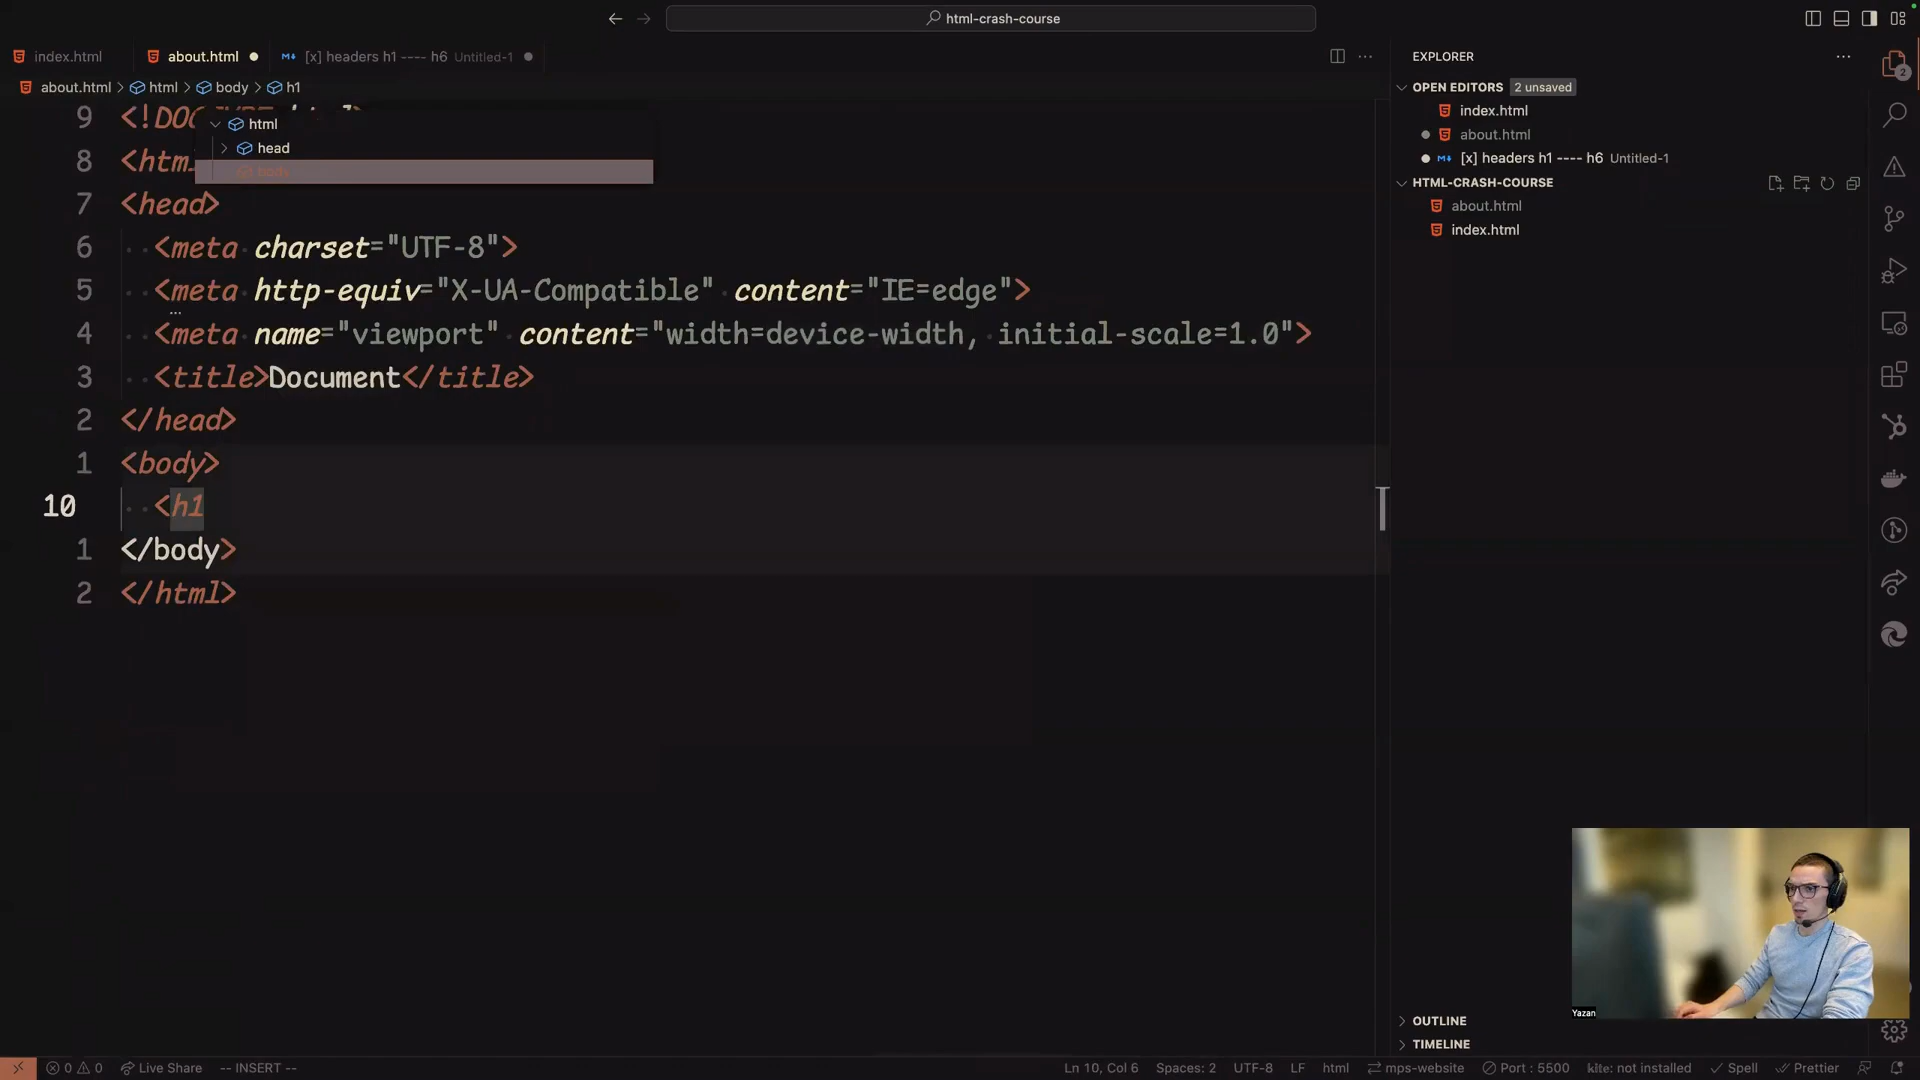 html-crash-course
index.html
about.html
[x] headers h1 ---- h6 Untitled-1
EXPLORER
about.html > html > body > h1
OPEN EDITORS 2 unsaved
index.html
about.html
[x] headers h1 ---- h6 Untitled-1
HTML-CRASH-COURSE
about.html
index.html
html
head
body
9 <!DOC
8 <htm
7 <head>
6 <meta charset="UTF-8">
5 <meta http-equiv="X-UA-Compatible" content="IE=edge">
4 <meta name="viewport" content="width=device-width, initial-scale=1.0">
3 <title>Document</title>
2 </head>
1 <body>
10 <h1
1 </body>
2 </html>
2
Yazan
OUTLINE
TIMELINE
0 0 Live Share -- INSERT -- Ln 10, Col 6 Spaces: 2 UTF-8 LF html mps-website Port : 5500 kite: not installed Spell Prettier